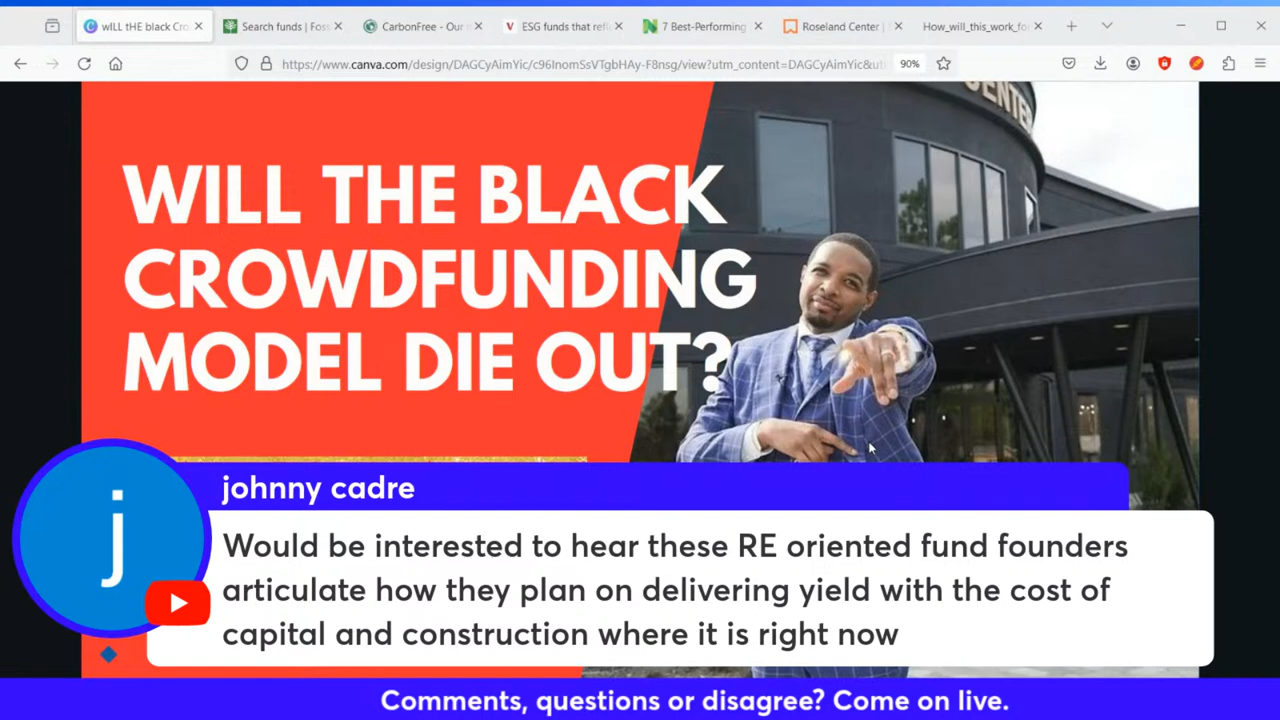 wILL tHE black Cro
Search funds | Foss
CarbonFree - Our m
ESG funds that refl
7 Best-Performing
Roseland Center |
How_will_this_work_fo
https://www.canva.com/design/DAGCyAimYic/c96InomSsVTgbHAy-F8nsg/view?utm_content=DAGCyAimYic&ut
90%
CENTER
WILL THE BLACK
CROWDFUNDING
MODEL DIE OUT?
j
johnny cadre
Would be interested to hear these RE oriented fund founders
articulate how they plan on delivering yield with the cost of
capital and construction where it is right now
Comments, questions or disagree? Come on live.